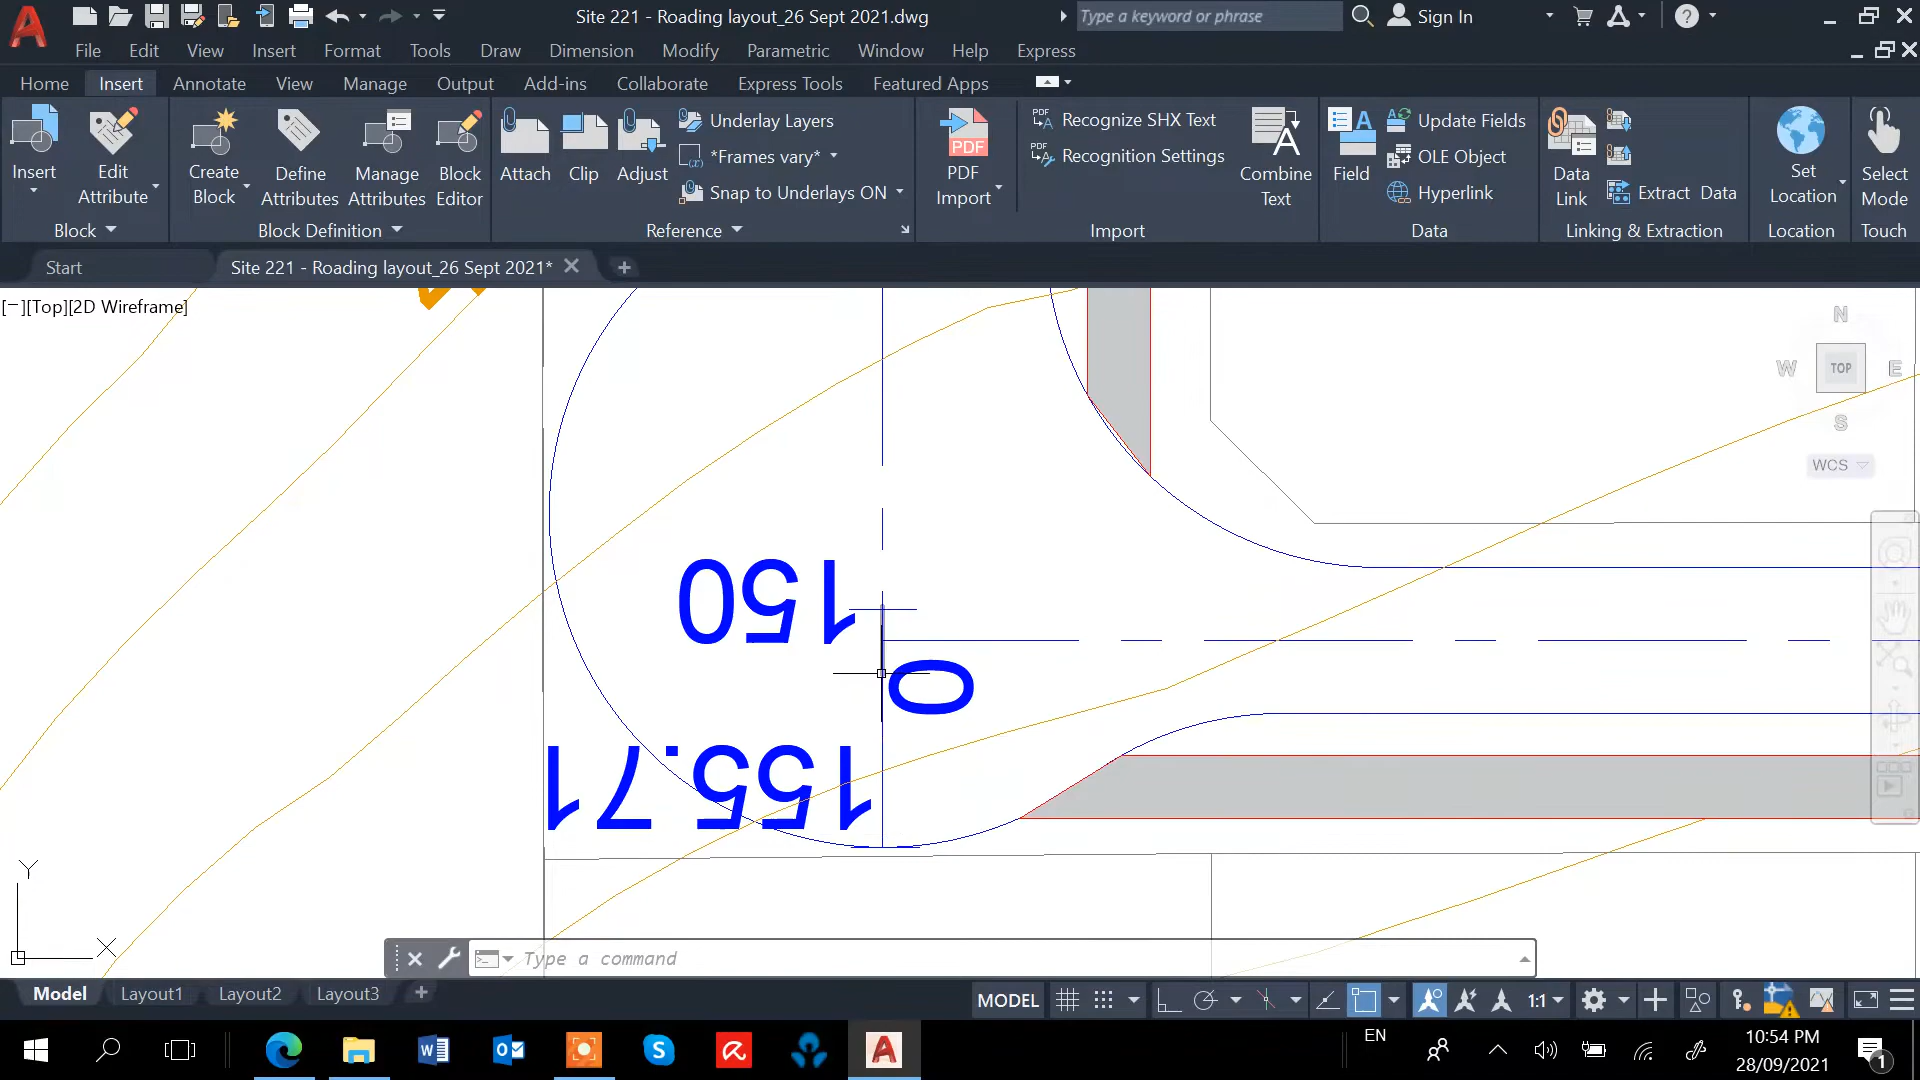 Site 221 - Roading layout_26 Sept 2021.dwg
Type a keyword or phrase
Sign In
File Edit View Insert Format Tools Draw Dimension Modify Parametric Window Help Express
Home Insert Annotate View Manage Output Add-ins Collaborate Express Tools Featured Apps
Insert
Edit Attribute
Create Block
Define Attributes
Manage Attributes
Block Editor
Attach
Clip
Adjust
Underlay Layers
*Frames vary*
Snap to Underlays ON
PDF
PDF Import
Recognize SHX Text
Recognition Settings
Combine Text
Field
Update Fields
OLE Object
Hyperlink
Data Link
Extract Data
Set Location
Select Mode
Block
Block Definition
Reference
Import
Data
Linking & Extraction
Location
Touch
Start
Site 221 - Roading layout_26 Sept 2021*
[−][Top][2D Wireframe]
N
W
TOP
E
S
WCS
150
0
155.71
Y
X
Type a command
Model Layout1 Layout2 Layout3
MODEL
1:1
EN
10:54 PM
28/09/2021
1